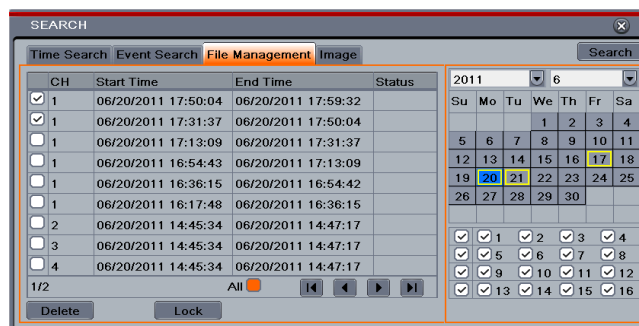 SEARCH
Time Search Event Search File Management Image
Search
CH Start Time End Time Status
1 06/20/2011 17:50:04 06/20/2011 17:59:32
1 06/20/2011 17:31:37 06/20/2011 17:50:04
1 06/20/2011 17:13:09 06/20/2011 17:31:37
1 06/20/2011 16:54:43 06/20/2011 17:13:09
1 06/20/2011 16:36:15 06/20/2011 16:54:42
1 06/20/2011 16:17:48 06/20/2011 16:36:15
2 06/20/2011 14:45:34 06/20/2011 14:47:17
3 06/20/2011 14:45:34 06/20/2011 14:47:17
4 06/20/2011 14:45:34 06/20/2011 14:47:17
1/2 All
Delete Lock
2011 6
Su Mo Tu We Th Fr Sa
1 2 3 4
5 6 7 8 9 10 11
12 13 14 15 16 17 18
19 20 21 22 23 24 25
26 27 28 29 30
1 2 3 4
5 6 7 8
9 10 11 12
13 14 15 16